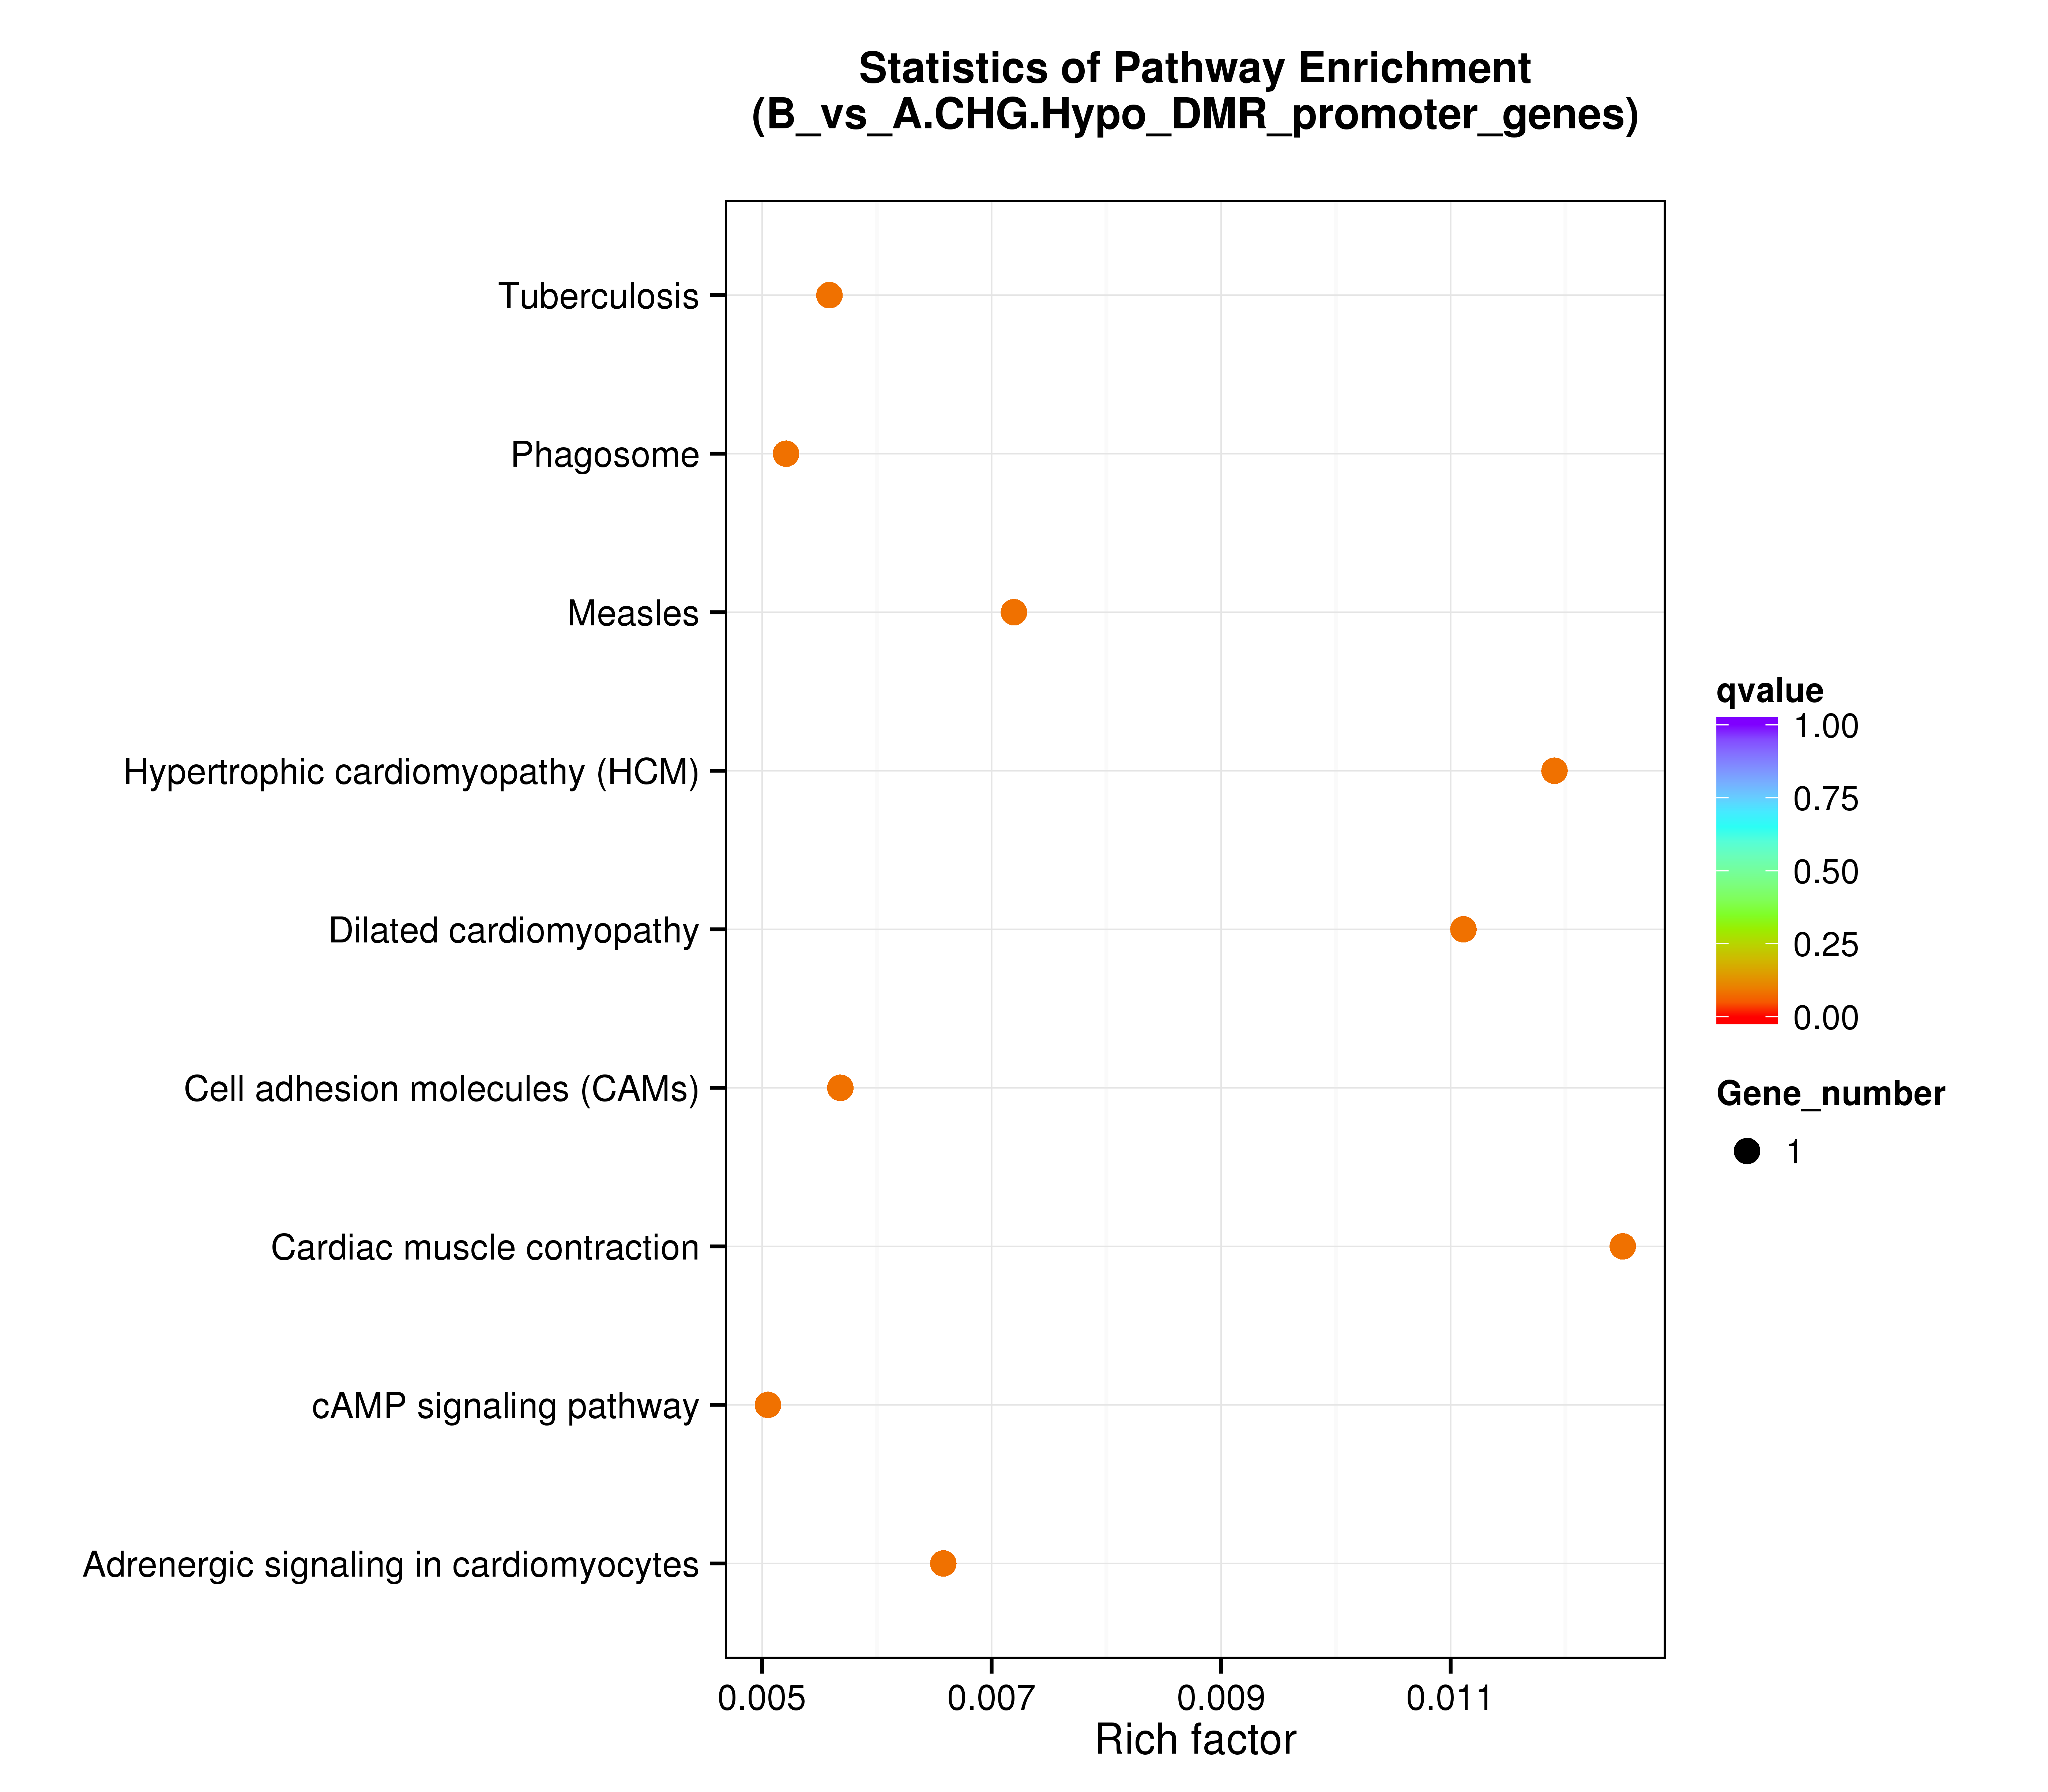 Statistics of Pathway Enrichment
(B_vs_A.CHG.Hypo_DMR_promoter_genes)
Tuberculosis
Phagosome
Measles
Hypertrophic cardiomyopathy (HCM)
Dilated cardiomyopathy
Cell adhesion molecules (CAMs)
Cardiac muscle contraction
cAMP signaling pathway
Adrenergic signaling in cardiomyocytes
0.005 0.007 0.009 0.011
Rich factor
qvalue
1.00
0.75
0.50
0.25
0.00
Gene_number
1